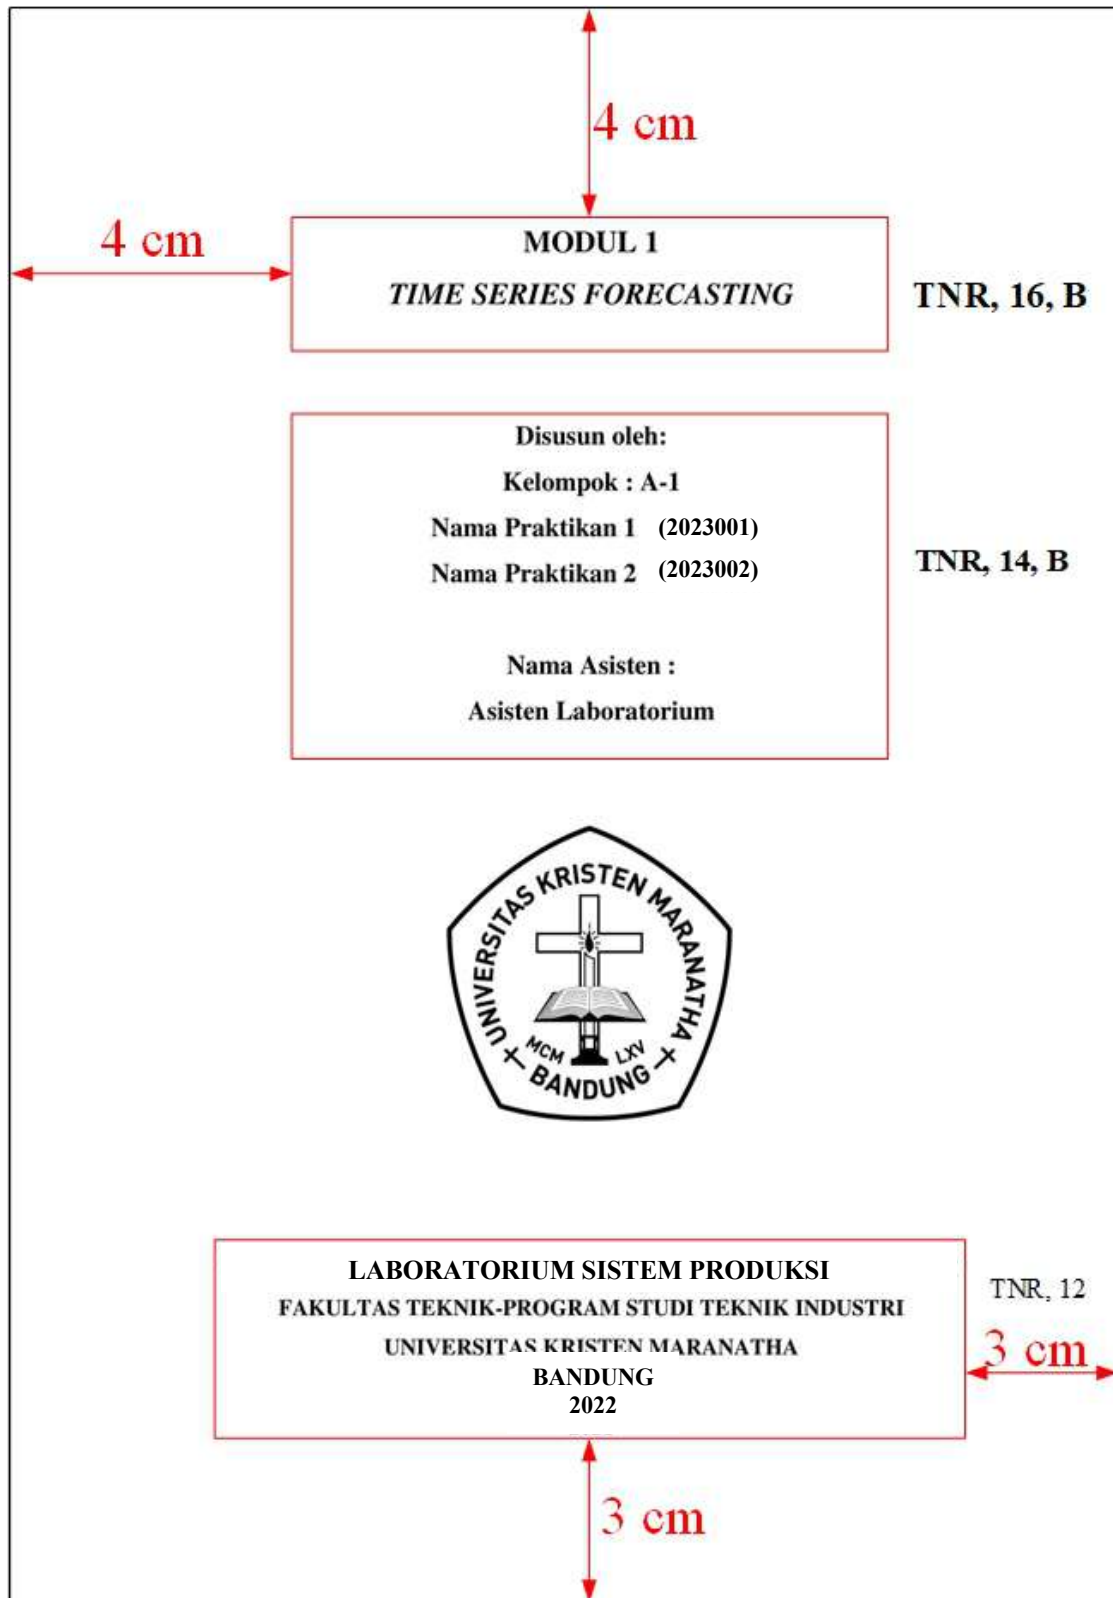 4 cm
4 cm
MODUL 1
TIME SERIES FORECASTING
TNR, 16, B
Disusun oleh:
Kelompok : A-1
Nama Praktikan 1 (2023001)
Nama Praktikan 2 (2023002)
TNR, 14, B
Nama Asisten :
Asisten Laboratorium
UNIVERSITAS KRISTEN MARANATHA
MCM LXV
BANDUNG
LABORATORIUM SISTEM PRODUKSI
TNR, 12
FAKULTAS TEKNIK-PROGRAM STUDI TEKNIK INDUSTRI
UNIVERSITAS KRISTEN MARANATHA
3 cm
BANDUNG
2022
3 cm